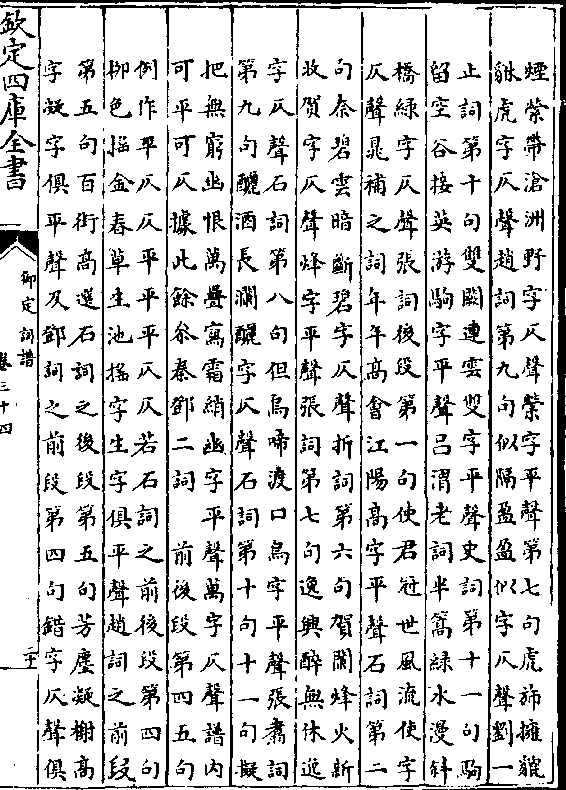 煙縈帶滄洲野字仄聲縈字平聲第七句虎旆擁貔
貅虎字仄聲趙詞第九句似隔盈盈似字仄聲劉一
止詞第十句雙闕連雲雙字平聲史詞第十一句駒
留空谷接英游駒字平聲呂渭老詞半篙緑水漫斜
橋緑字仄聲張詞後段第一句使君冠世風流使字
仄聲晁補之詞年年高會江陽高字平聲石詞第二
句奈碧雲暗斷碧字仄聲折詞第六句賀蘭烽火新
收賀字仄聲烽字平聲張詞第七句逸興醉無休逸
字仄聲石詞第八句但烏啼渡口烏字平聲張肅詞
第九句釃酒長瀾釃字仄聲石詞第十句十一句擬
把無窮幽恨萬疊寫霜綃幽字平聲萬字仄聲譜内
可平可仄據此餘叅秦鄧二詞　前後段第四五句
例作平仄仄平平平仄仄若石詞之前後段第四句
柳色搖金春草生池搖字生字俱平聲趙詞之前段
第五句百街高選石詞之後段第五句芳塵凝榭高
字凝字俱平聲及鄧詞之前段第四句錯字仄聲俱
欽定四庫全書
御定詞譜
卷三十四